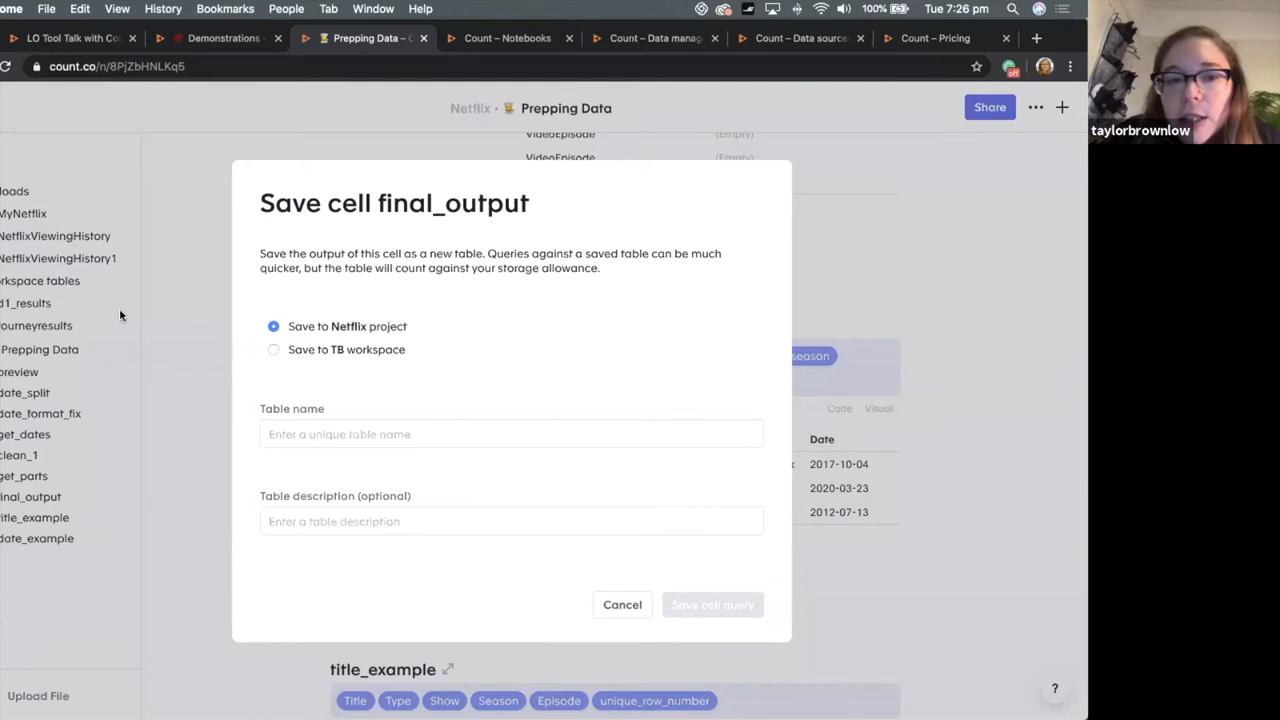 ome File Edit View History Bookmarks People Tab Window Help 100% Tue 7:26 pm
LO Tool Talk with Cou × Demonstrations - × Prepping Data – C × Count – Notebooks × Count – Data manag × Count – Data source × Count – Pricing × +
count.co/n/8PjZbHNLKq5 off
Netflix • Prepping Data Share ••• +
taylorbrownlow
VideoEpisode (Empty)
VideoEpisode (Empty)
loads
MyNetflix
NetflixViewingHistory
NetflixViewingHistory1
rkspace tables
d1_results
ourneyresults
Prepping Data
preview
date_split
date_format_fix
get_dates
clean_1
get_parts
final_output
title_example
date_example
Upload File
Save cell final_output
Save the output of this cell as a new table. Queries against a saved table can be much
quicker, but the table will count against your storage allowance.
Save to Netflix project
Save to TB workspace
Table name
Enter a unique table name
Table description (optional)
Enter a table description
Cancel Save cell query
season
Code Visual
Date
x 2017-10-04
2020-03-23
2012-07-13
title_example
Title Type Show Season Episode unique_row_number
?